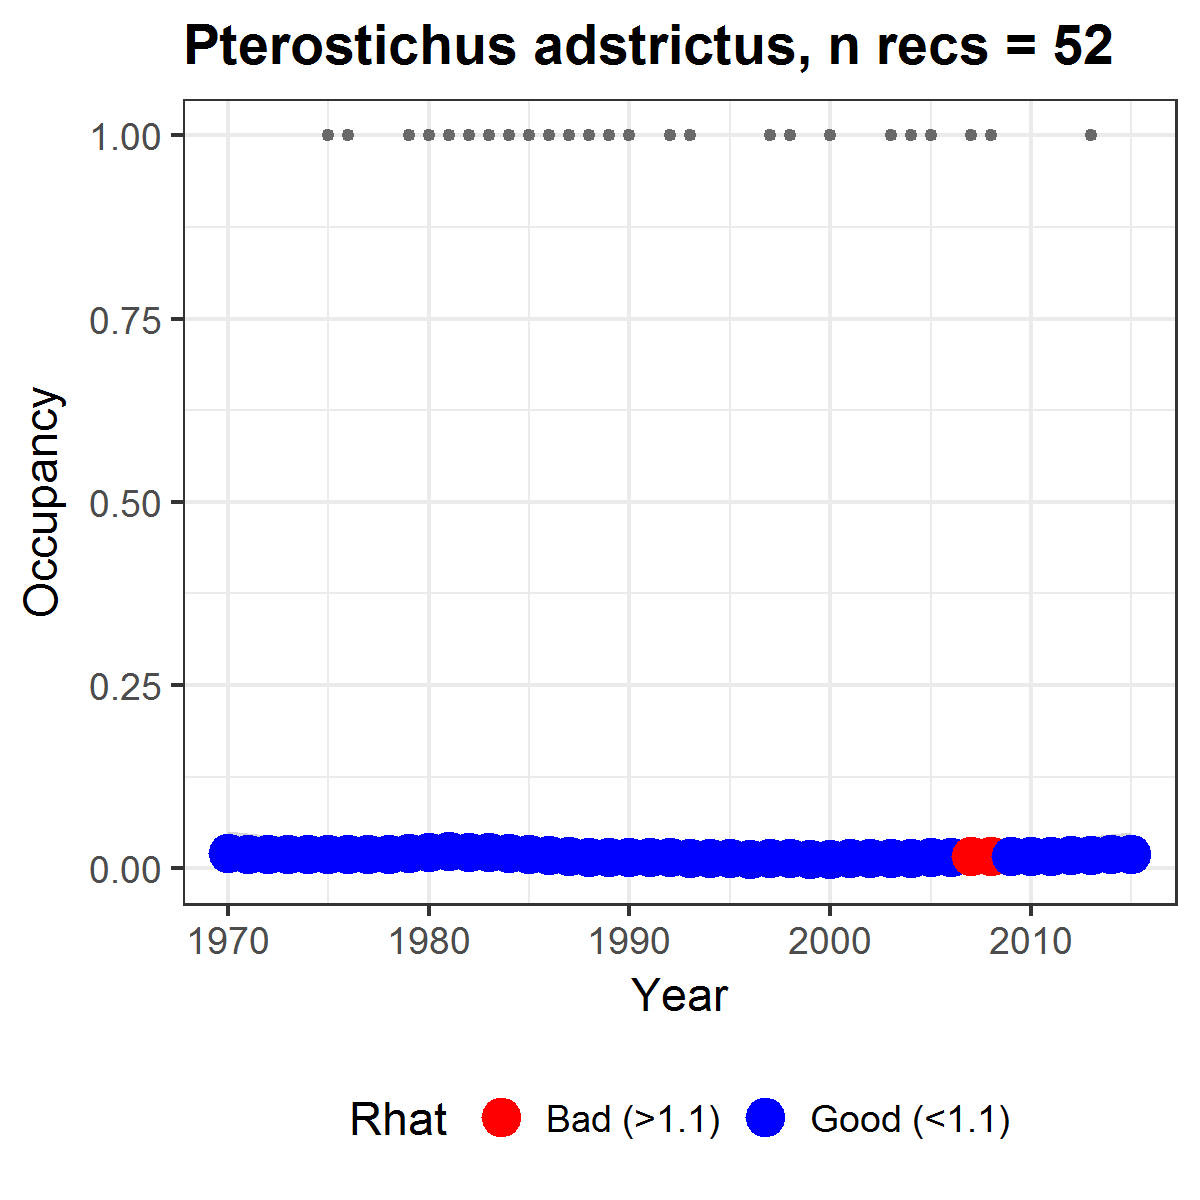 Pterostichus adstrictus, n recs = 52
1.00
0.75
0.50
0.25
0.00
Occupancy
1970 1980 1990 2000 2010
Year
Rhat Bad (>1.1) Good (<1.1)